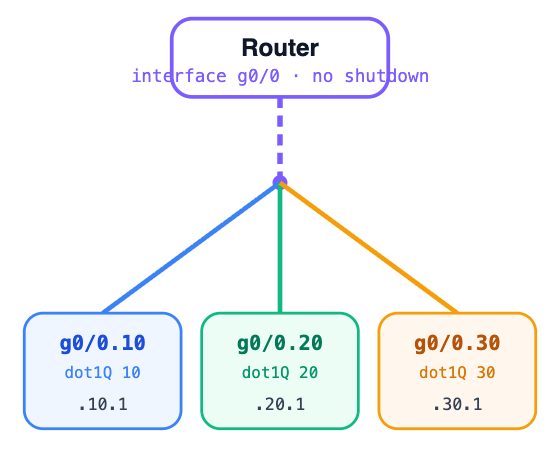 Router
interface g0/0 · no shutdown
g0/0.10
dot1Q 10
.10.1
g0/0.20
dot1Q 20
.20.1
g0/0.30
dot1Q 30
.30.1